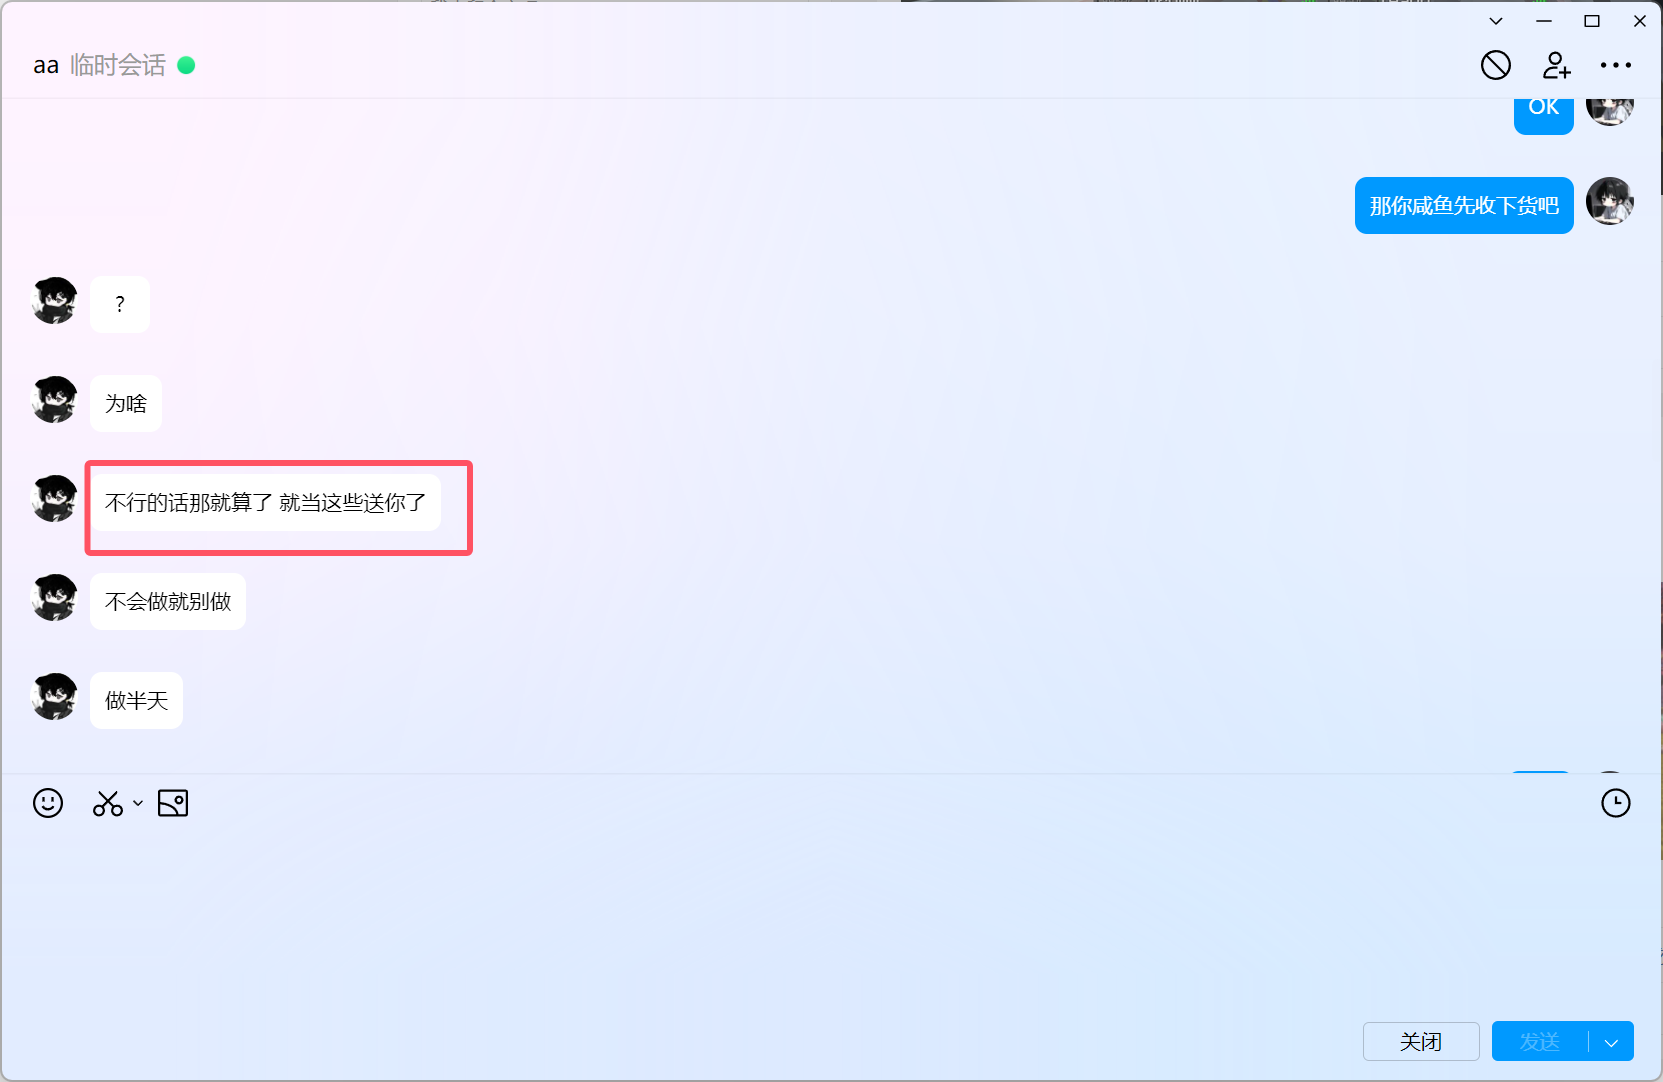 aa 临时会话
OK
那你咸鱼先收下货吧
?
为啥
不行的话那就算了 就当这些送你了
不会做就别做
做半天
关闭
发送